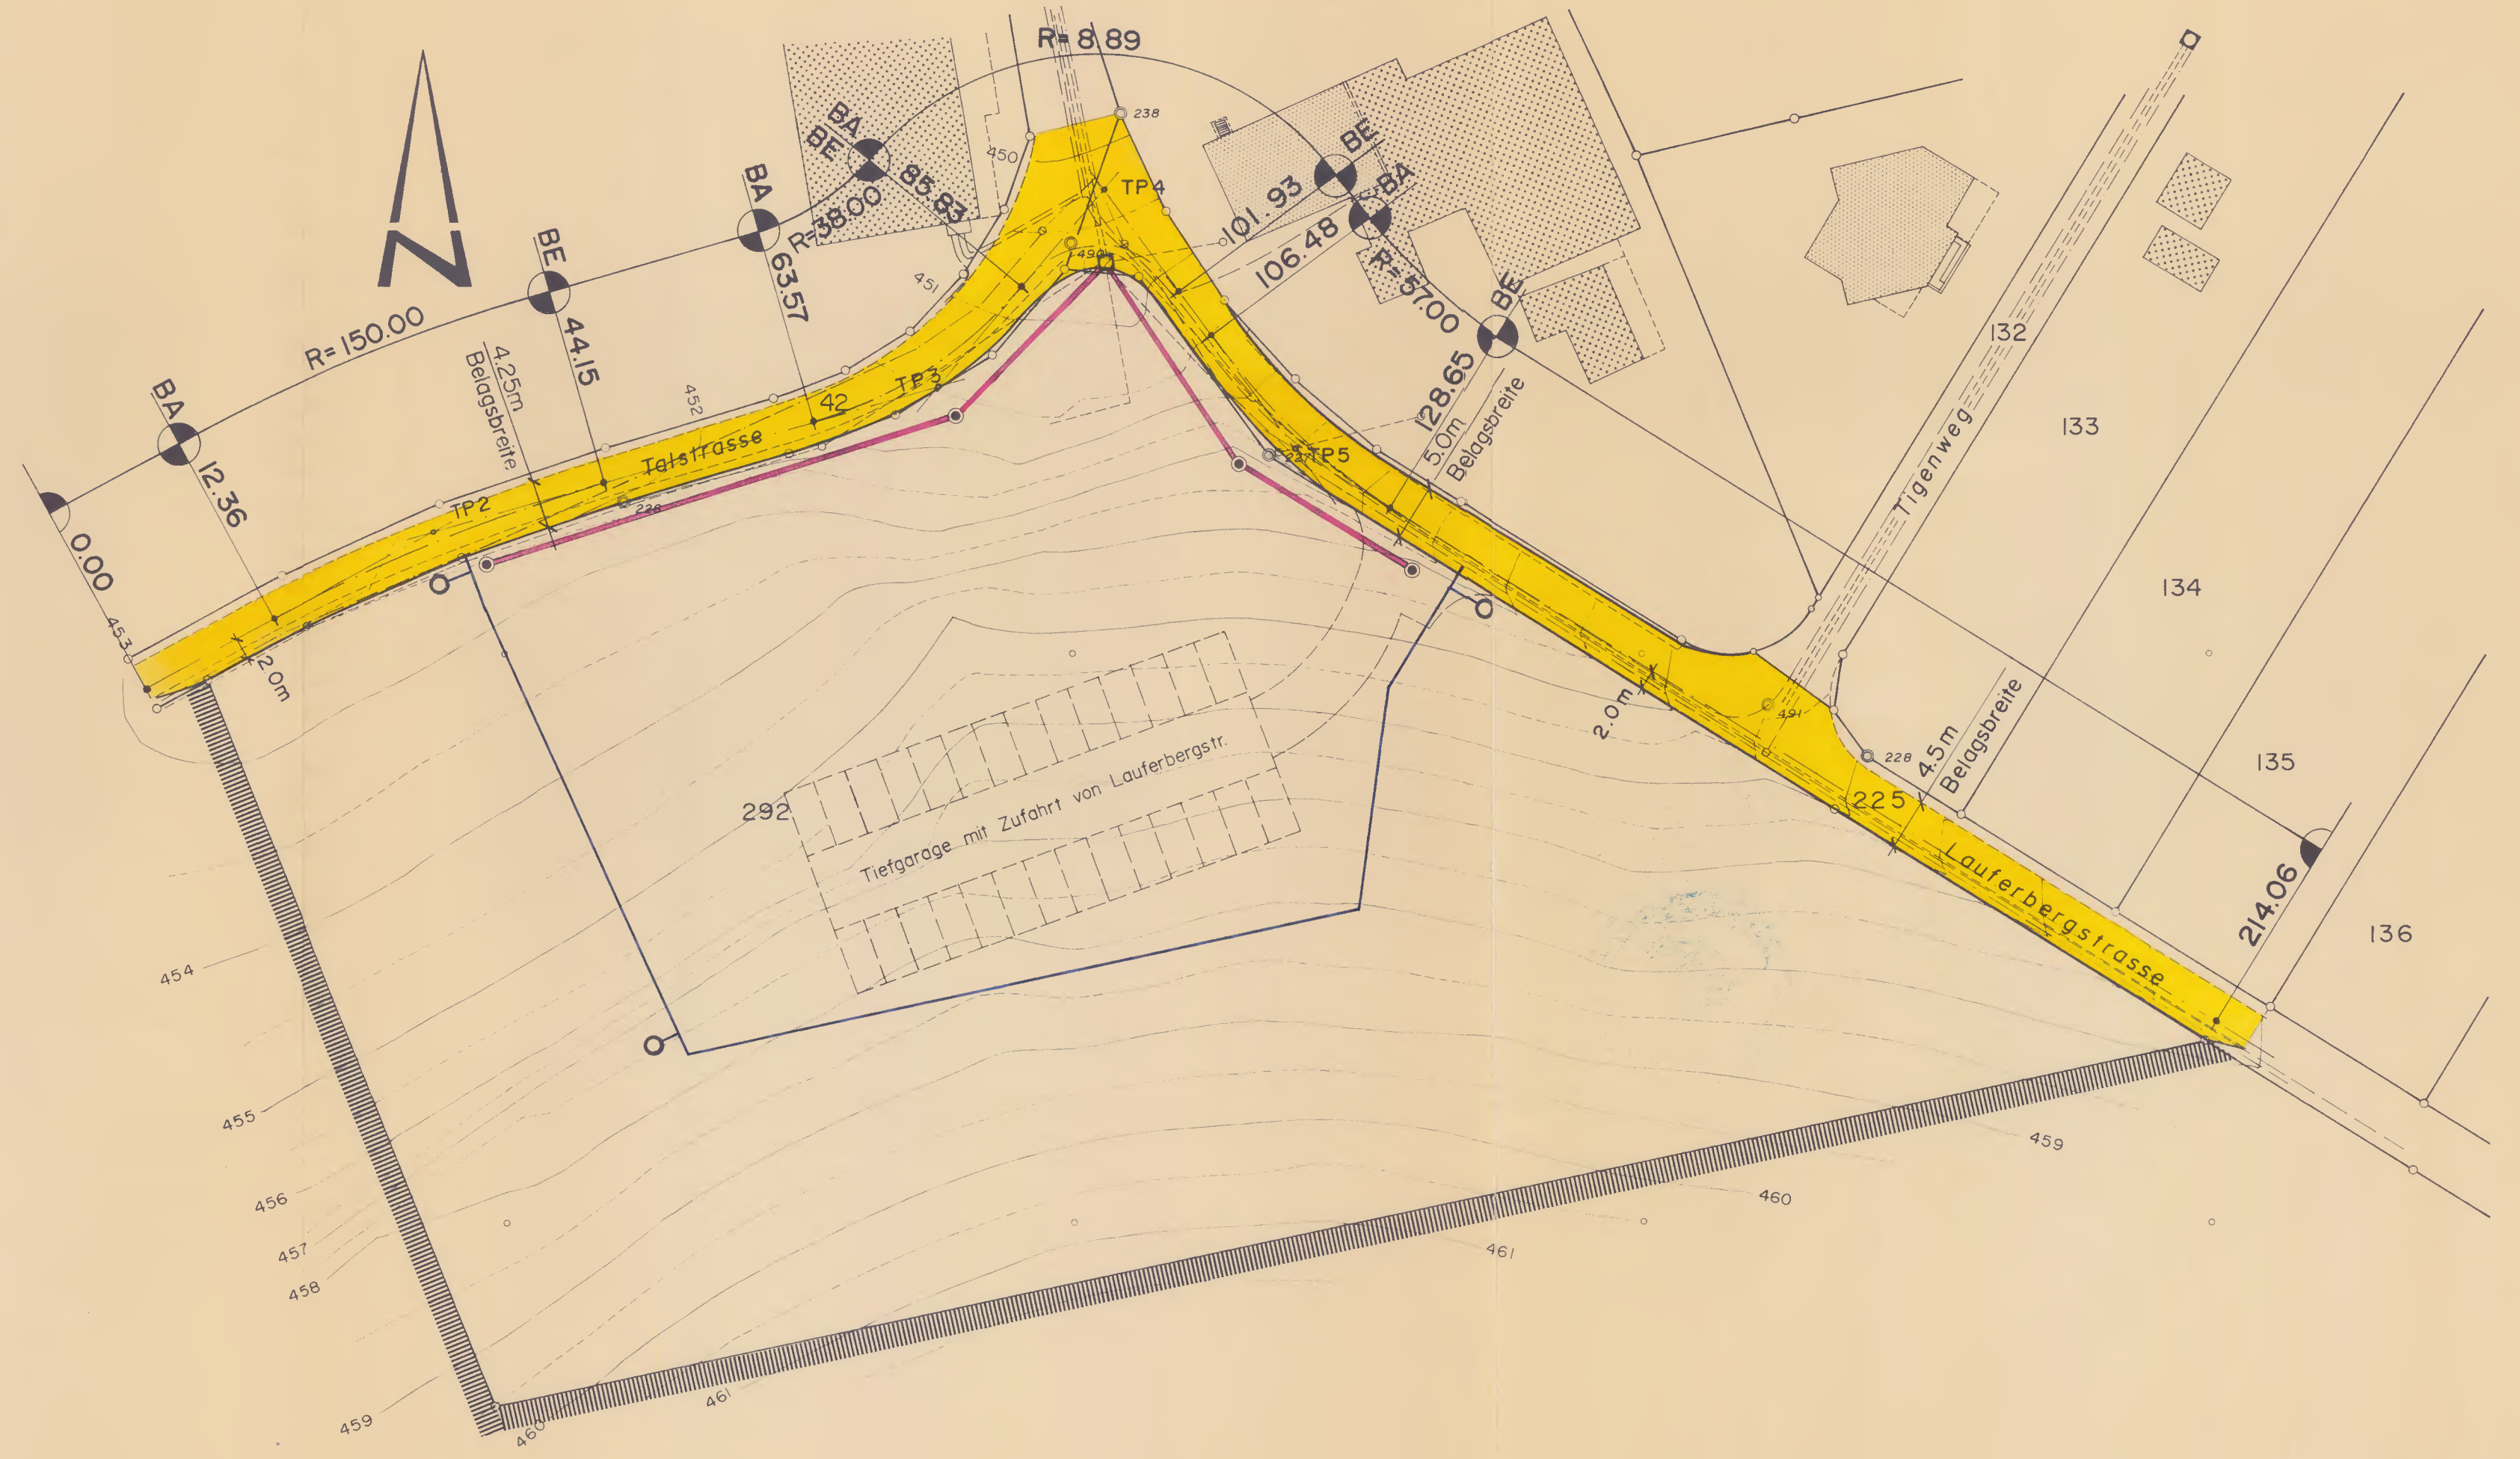 R= 8.89
238
BA
BE
85.83
R=38.00
450
TP4
BE
BA
101.93
106.48
R= 57.00
BE
BA
63.57
451
490
BE
44.15
R= 150.00
4.25m
Belagsbreite
452
TP3
42
128.65
5.0m
Belagsbreite
TP5
132
Tigenweg
133
BA
12.36
Talstrasse
TP2
226
0.00
453
2.0m
134
2.0m
491
228
4.5m
Belagsbreite
135
225
292
Tiefgarage mit Zufahrt von Lauferbergstr.
Lauferbergstrasse
214.06
136
454
455
456
457
458
459
460
461
461
460
459
N